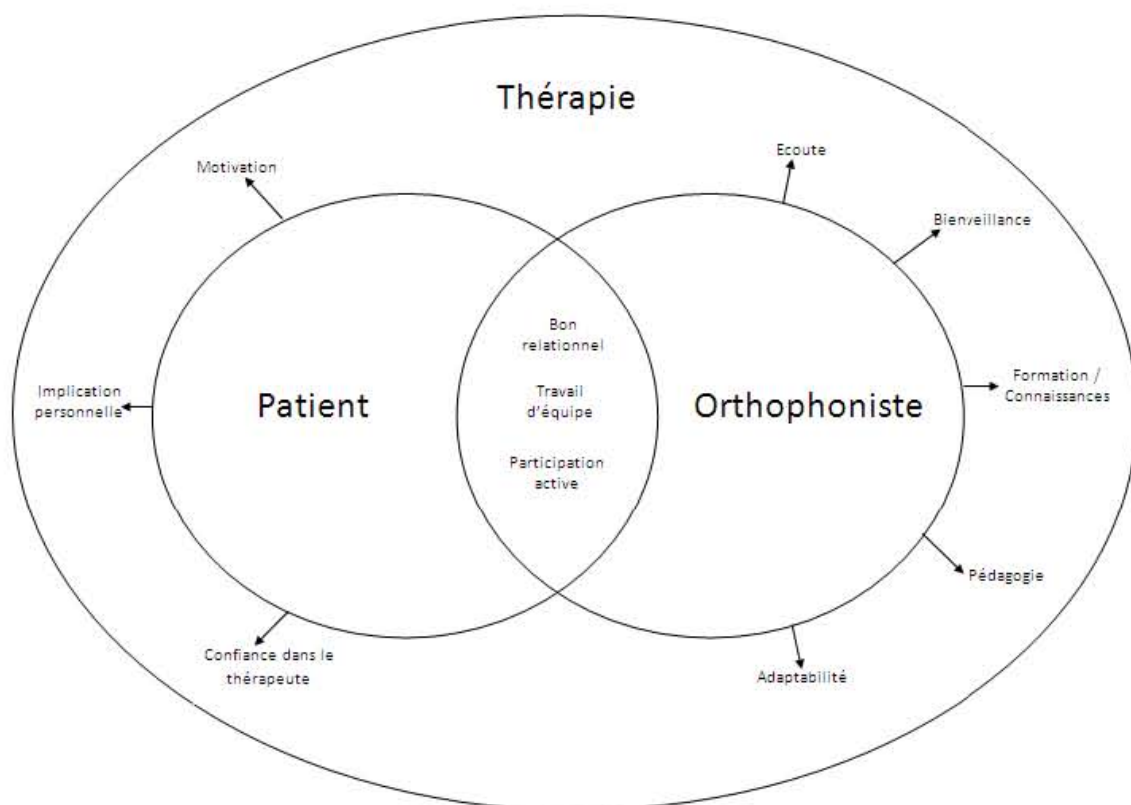 Thérapie
Motivation
Ecoute
Bienveillance
Bon
relationnel
Implication
personnelle
Patient
Travail
d'équipe
Orthophoniste
Formation /
Connaissances
Participation
active
Pédagogie
Confiance dans le
thérapeute
Adaptabilité